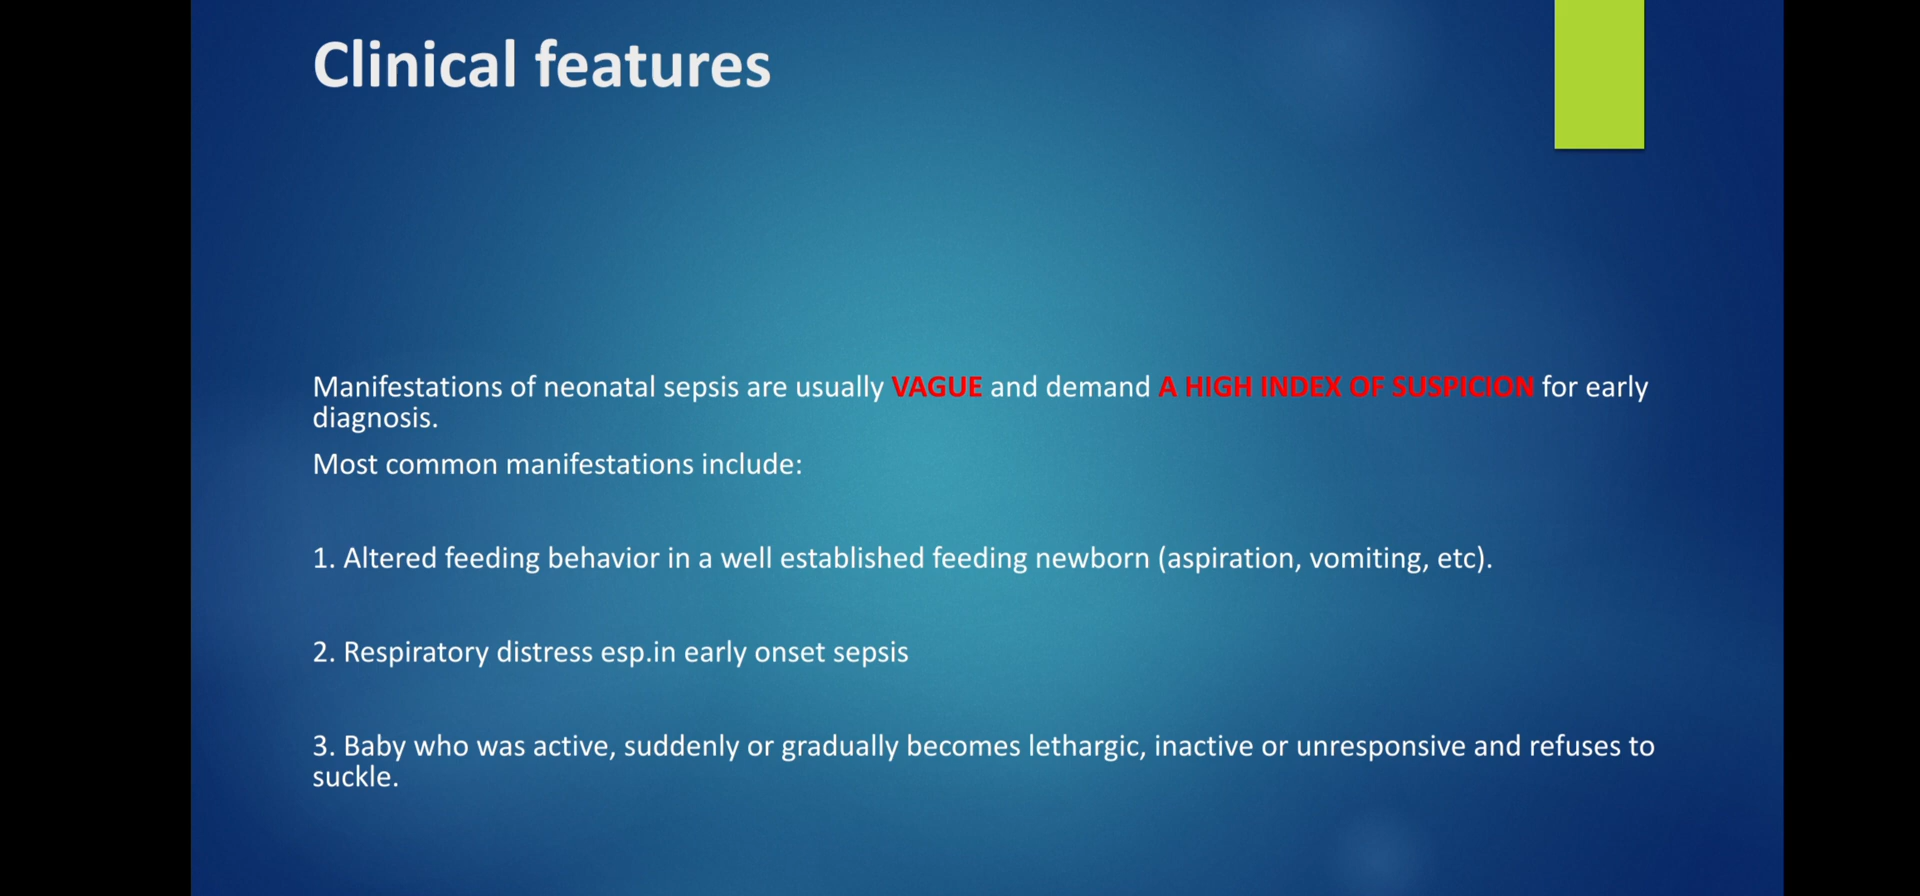 Clinical features
Manifestations of neonatal sepsis are usually VAGUE and demand A HIGH INDEX OF SUSPICION for early
diagnosis.
Most common manifestations include:
1. Altered feeding behavior in a well established feeding newborn (aspiration, vomiting, etc).
2. Respiratory distress esp.in early onset sepsis
3. Baby who was active, suddenly or gradually becomes lethargic, inactive or unresponsive and refuses to
suckle.